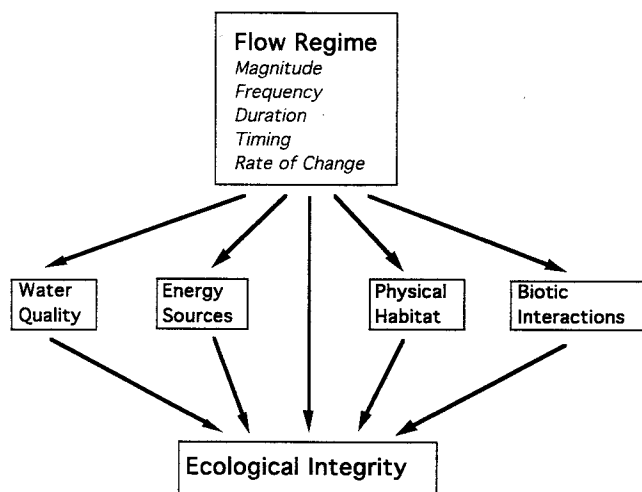 Flow Regime
Magnitude
Frequency
Duration
Timing
Rate of Change
Water
Quality
Energy
Sources
Physical
Habitat
Biotic
Interactions
Ecological Integrity